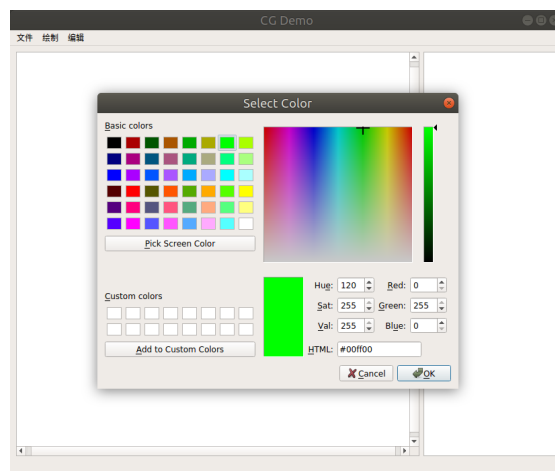 CG Demo
文件 绘制 编辑
Select Color
Basic colors
Pick Screen Color
Custom colors
Add to Custom Colors
Hue: 120 Red: 0
Sat: 255 Green: 255
Val: 255 Blue: 0
HTML: #00ff00
Cancel OK